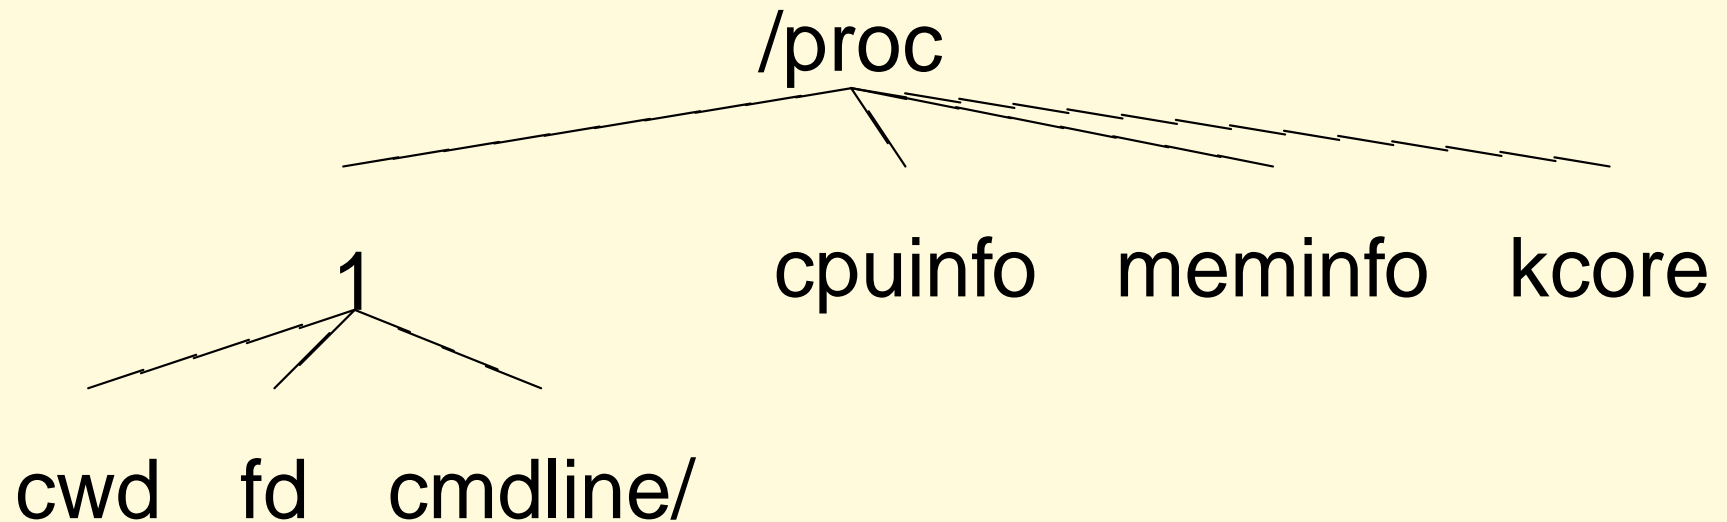 /proc
1 cpuinfo meminfo kcore
cwd fd cmdline/